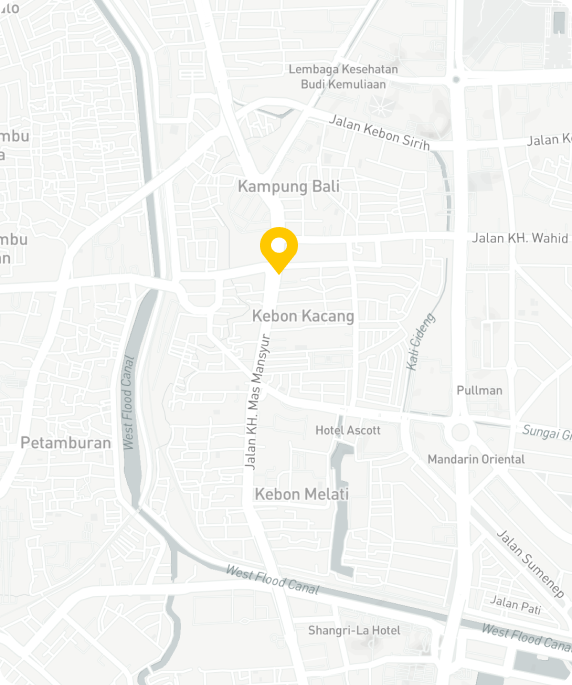 Lembaga Kesehatan
Budi Kemuliaan
Jalan Kebon Sirih
Kampung Bali
Jalan KH. Wahid
Kebon Kacang
Kali Cideng
Jalan KH. Mas Mansyur
West Flood Canal
Pullman
Hotel Ascott
Petamburan
Mandarin Oriental
Kebon Melati
Jalan Sumenep
West Flood Canal
Jalan Pati
Shangri-La Hotel
West Flood Canal